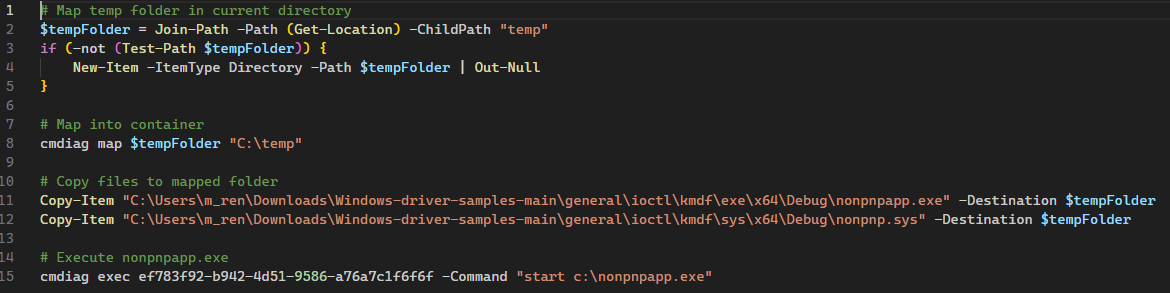 1 # Map temp folder in current directory
2 $tempFolder = Join-Path -Path (Get-Location) -ChildPath "temp"
3 if (-not (Test-Path $tempFolder)) {
4     New-Item -ItemType Directory -Path $tempFolder | Out-Null
5 }
6
7 # Map into container
8 cmdiag map $tempFolder "C:\temp"
9
10 # Copy files to mapped folder
11 Copy-Item "C:\Users\m_ren\Downloads\Windows-driver-samples-main\general\ioctl\kmdf\exe\x64\Debug\nonpnpapp.exe" -Destination $tempFolder
12 Copy-Item "C:\Users\m_ren\Downloads\Windows-driver-samples-main\general\ioctl\kmdf\sys\x64\Debug\nonpnp.sys" -Destination $tempFolder
13
14 # Execute nonpnpapp.exe
15 cmdiag exec ef783f92-b942-4d51-9586-a76a7c1f6f6f -Command "start c:\nonpnpapp.exe"